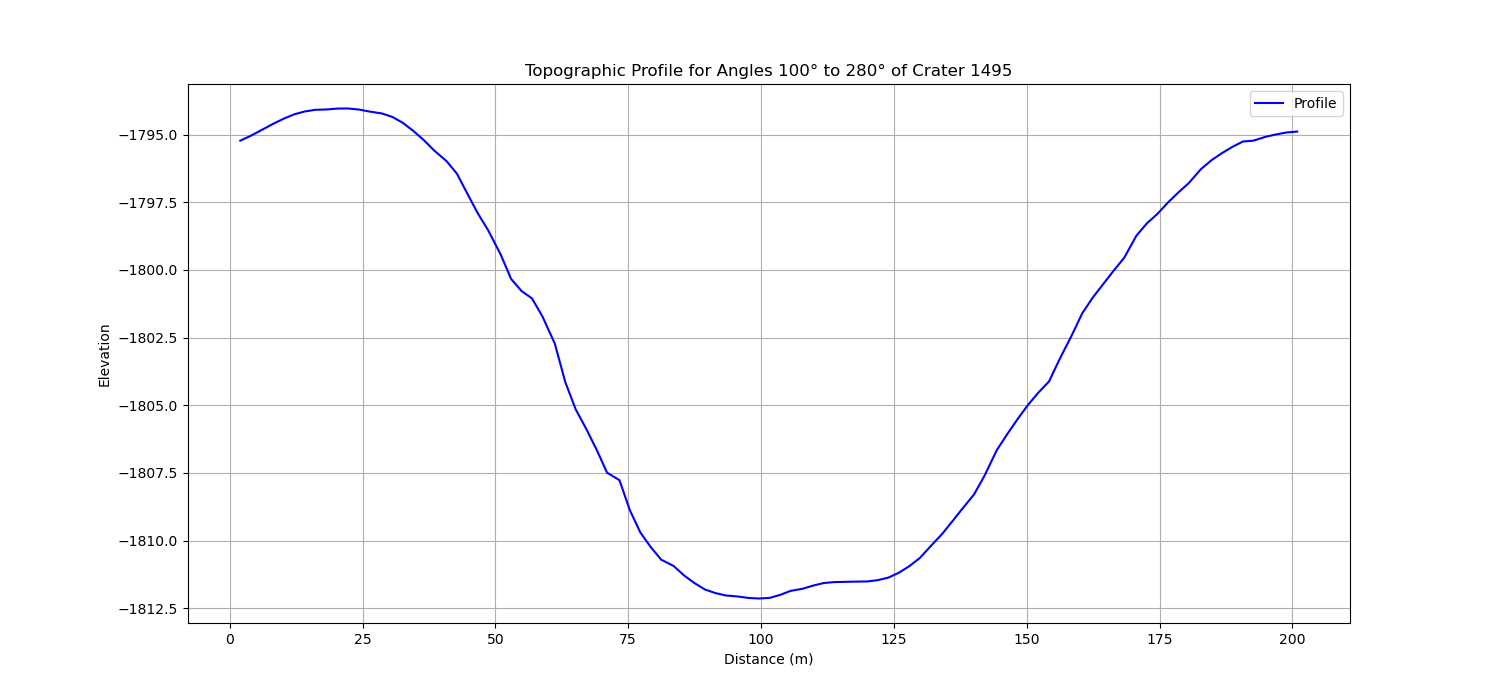 Topographic Profile for Angles 100° to 280° of Crater 1495
Profile
−1795.0
−1797.5
−1800.0
−1802.5
−1805.0
−1807.5
−1810.0
−1812.5
Elevation
0 25 50 75 100 125 150 175 200
Distance (m)